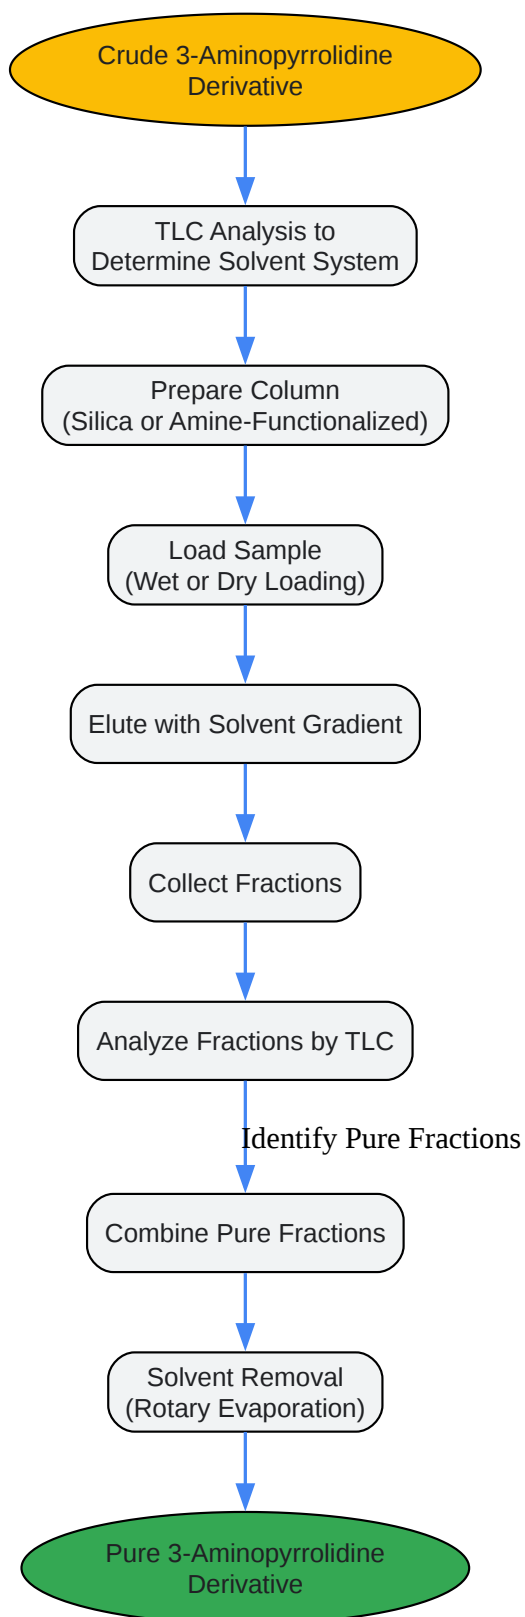 Crude 3-Aminopyrrolidine
Derivative
TLC Analysis to
Determine Solvent System
Prepare Column
(Silica or Amine-Functionalized)
Load Sample
(Wet or Dry Loading)
Elute with Solvent Gradient
Collect Fractions
Analyze Fractions by TLC
Identify Pure Fractions
Combine Pure Fractions
Solvent Removal
(Rotary Evaporation)
Pure 3-Aminopyrrolidine
Derivative